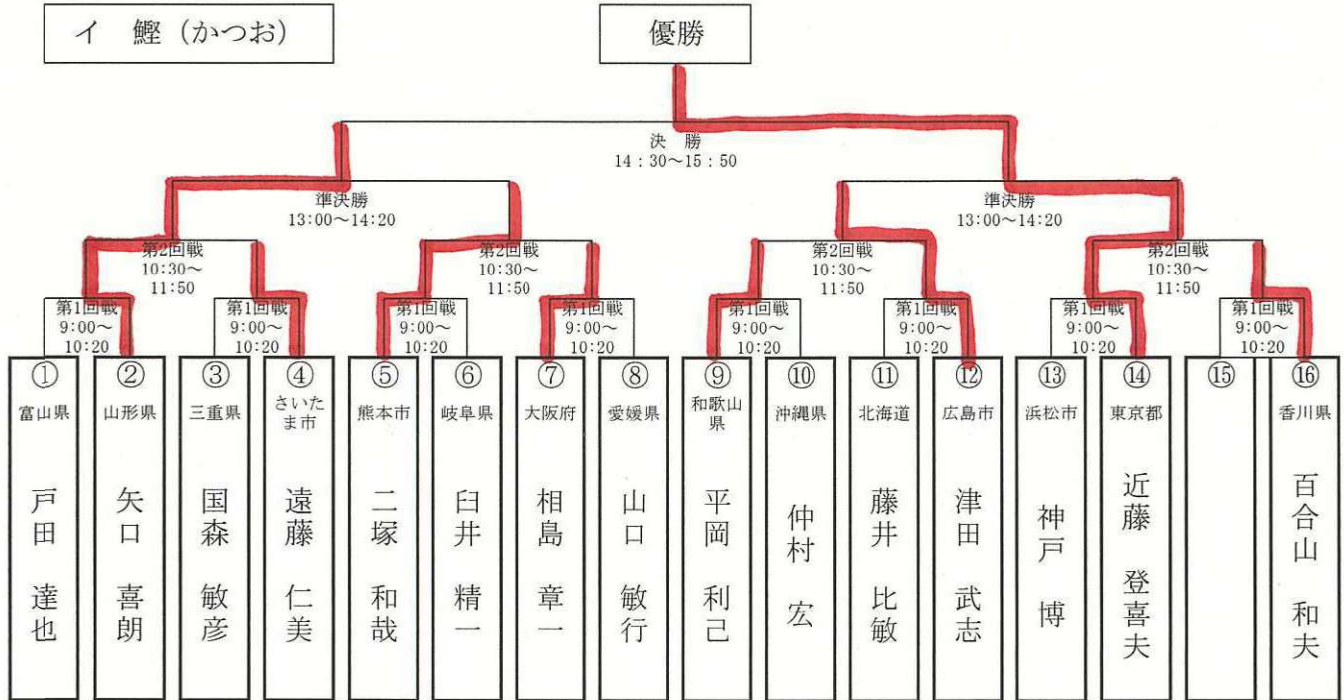 イ 鰹（かつお）
優勝
決 勝
14：30～15：50
準決勝
13:00～14:20
準決勝
13:00～14:20
第2回戦
10:30～
11:50
第2回戦
10:30～
11:50
第2回戦
10:30～
11:50
第2回戦
10:30～
11:50
第1回戦
9:00～
10:20
第1回戦
9:00～
10:20
第1回戦
9:00～
10:20
第1回戦
9:00～
10:20
第1回戦
9:00～
10:20
第1回戦
9:00～
10:20
第1回戦
9:00～
10:20
第1回戦
9:00～
10:20
①
富山県
戸田 達也
②
山形県
矢口 喜朗
③
三重県
国森 敏彦
④
さいた
ま市
遠藤 仁美
⑤
熊本市
二塚 和哉
⑥
岐阜県
臼井 精一
⑦
大阪府
相島 章一
⑧
愛媛県
山口 敏行
⑨
和歌山
県
平岡 利己
⑩
沖縄県
仲村 宏
⑪
北海道
藤井 比敏
⑫
広島市
津田 武志
⑬
浜松市
神戸 博
⑭
東京都
近藤 登喜夫
⑮
⑯
香川県
百合山 和夫